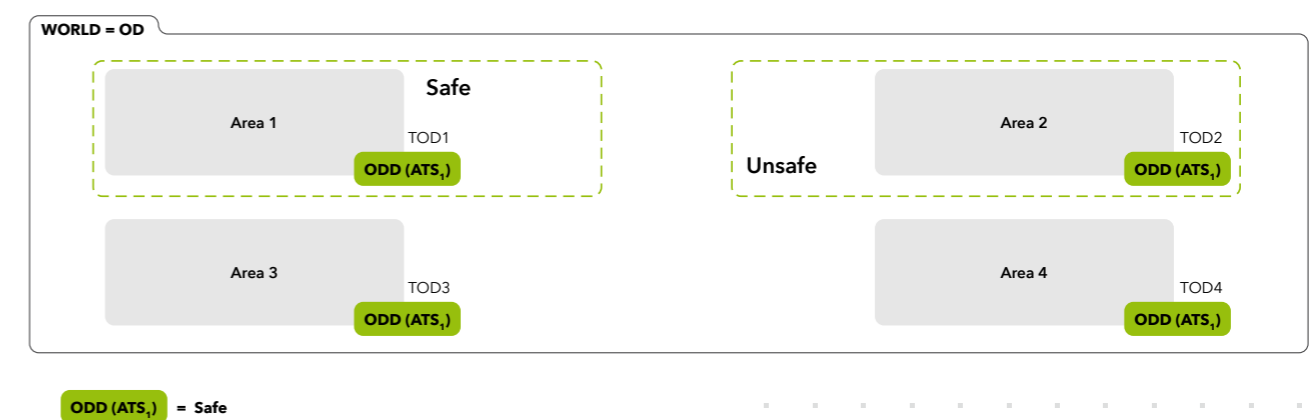 WORLD = OD
Safe
Area 1
TOD1
ODD (ATS₁)
Area 2
TOD2
Unsafe
ODD (ATS₁)
Area 3
TOD3
ODD (ATS₁)
Area 4
TOD4
ODD (ATS₁)
ODD (ATS₁) = Safe